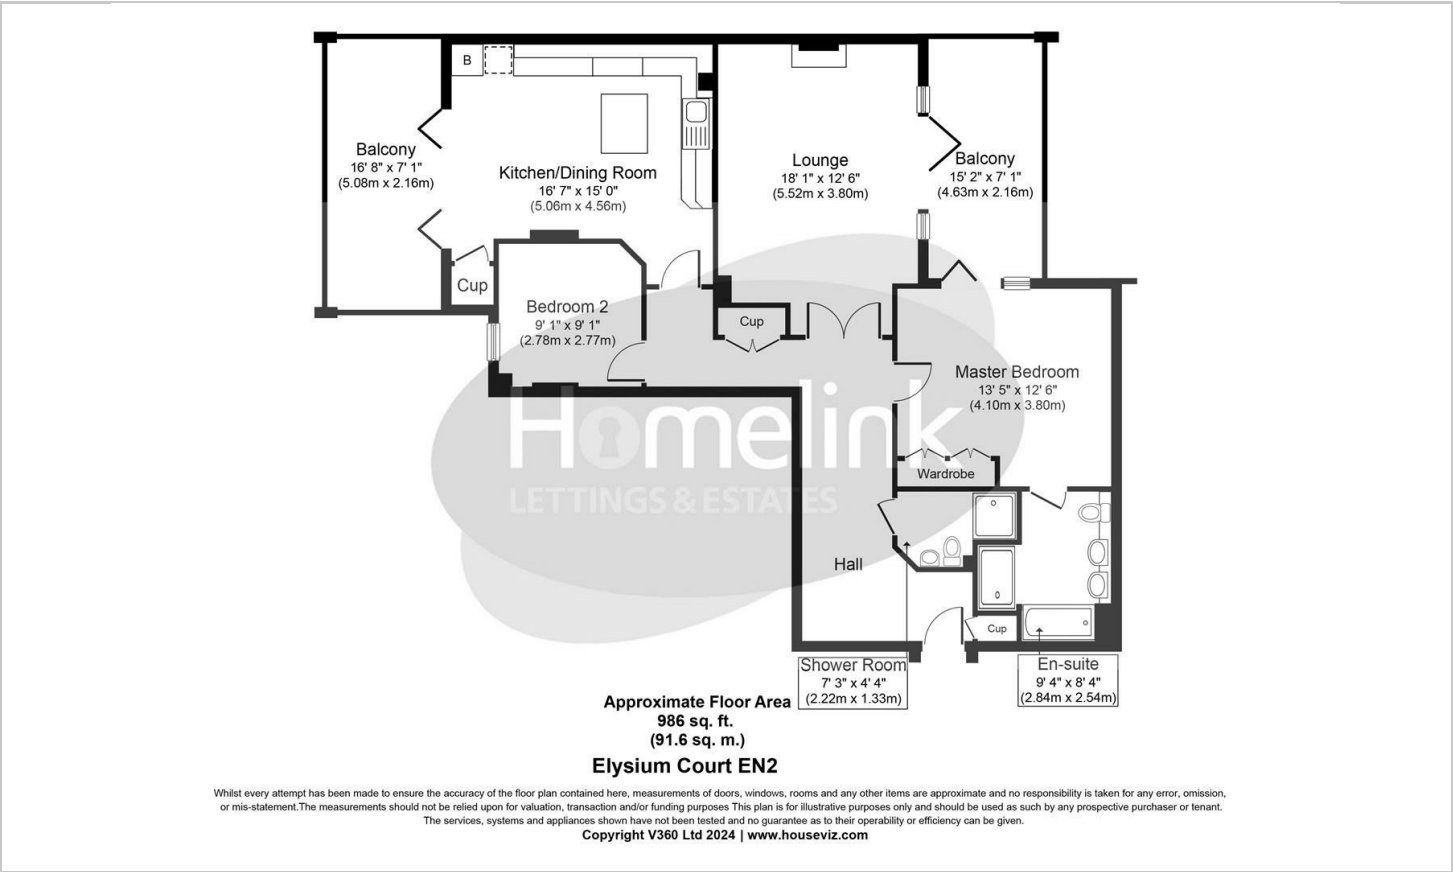 B
Balcony
16' 8" x 7' 1"
(5.08m x 2.16m)
Kitchen/Dining Room
16' 7" x 15' 0"
(5.06m x 4.56m)
Lounge
18' 1" x 12' 6"
(5.52m x 3.80m)
Balcony
15' 2" x 7' 1"
(4.63m x 2.16m)
Cup
Bedroom 2
9' 1" x 9' 1"
(2.78m x 2.77m)
Cup
Master Bedroom
13' 5" x 12' 6"
(4.10m x 3.80m)
Homelink
LETTINGS & ESTATES
Wardrobe
Hall
Cup
Shower Room
7' 3" x 4' 4"
(2.22m x 1.33m)
En-suite
9' 4" x 8' 4"
(2.84m x 2.54m)
Approximate Floor Area
986 sq. ft.
(91.6 sq. m.)
Elysium Court EN2
Whilst every attempt has been made to ensure the accuracy of the floor plan contained here, measurements of doors, windows, rooms and any other items are approximate and no responsibility is taken for any error, omission,
or mis-statement.The measurements should not be relied upon for valuation, transaction and/or funding purposes This plan is for illustrative purposes only and should be used as such by any prospective purchaser or tenant.
The services, systems and appliances shown have not been tested and no guarantee as to their operability or efficiency can be given.
Copyright V360 Ltd 2024 | www.houseviz.com